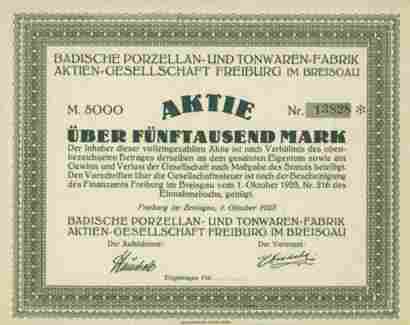 BADISCHE PORZELLAN- UND TONWAREN-FABRIK
AKTIEN-GESELLSCHAFT FREIBURG IM BREISGAU
M. 5000 AKTIE Nr. 13828 *
ÜBER FÜNFTAUSEND MARK
Der Inhaber dieser volleingezahlten Aktie ist nach Verhältnis des oben-
bezeichneten Betrages derselben an dem gesamten Eigentum sowie am
Gewinn und Verlust der Gesellschaft nach Maßgabe des Statuts beteiligt.
Den Vorschriften über die Gesellschaftssteuer ist nach der Bescheinigung
des Finanzamts Freiburg im Breisgau vom 1. Oktober 1923, Nr. 216 des
Einnahmebuchs, genügt.
Freiburg im Breisgau, 1. Oktober 1923
BADISCHE PORZELLAN- UND TONWAREN-FABRIK
AKTIEN-GESELLSCHAFT FREIBURG IM BREISGAU
Der Aufsichtsrat: Der Vorstand:
Eingetragen Fol.